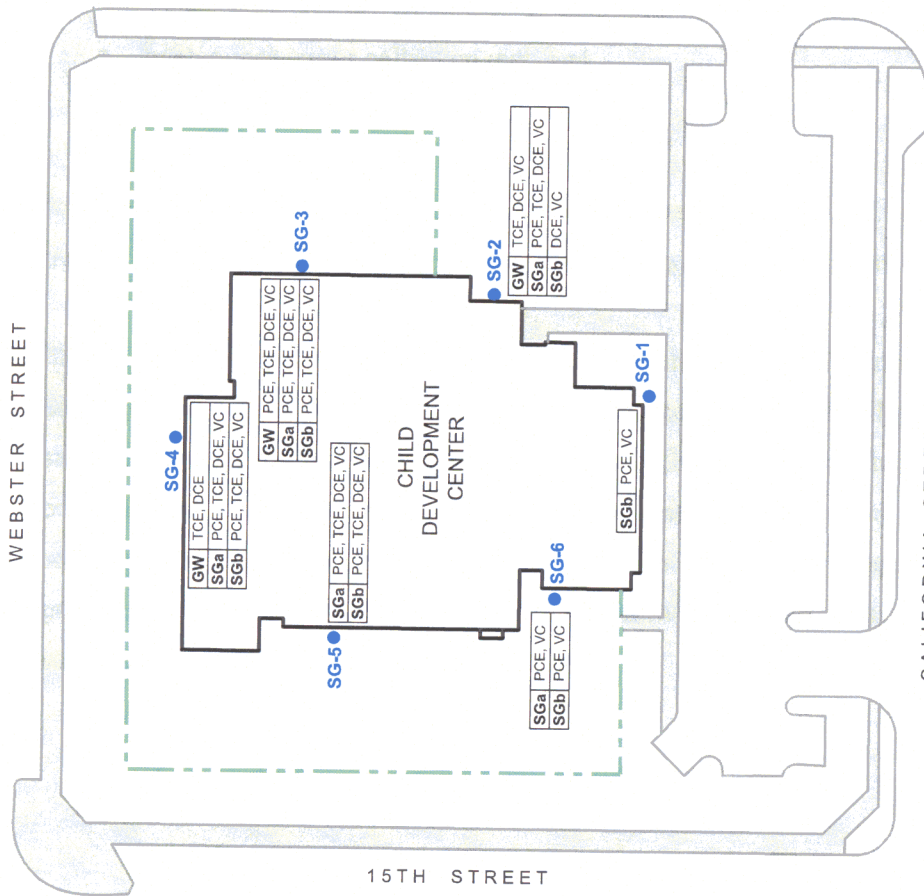 WEBSTER STREET
SG-4
GW TCE, DCE
SGa PCE, TCE, DCE, VC
SGb PCE, TCE, DCE, VC
SG-3
GW PCE, TCE, DCE, VC
SGa PCE, TCE, DCE, VC
SGb PCE, TCE, DCE, VC
SG-5
SGa PCE, TCE, DCE, VC
SGb PCE, TCE, DCE, VC
CHILD
DEVELOPMENT
CENTER
SG-2
GW TCE, DCE, VC
SGa PCE, TCE, DCE, VC
SGb DCE, VC
SG-6
SGa PCE, VC
SGb PCE, VC
SG-1
SGb PCE, VC
15TH STREET